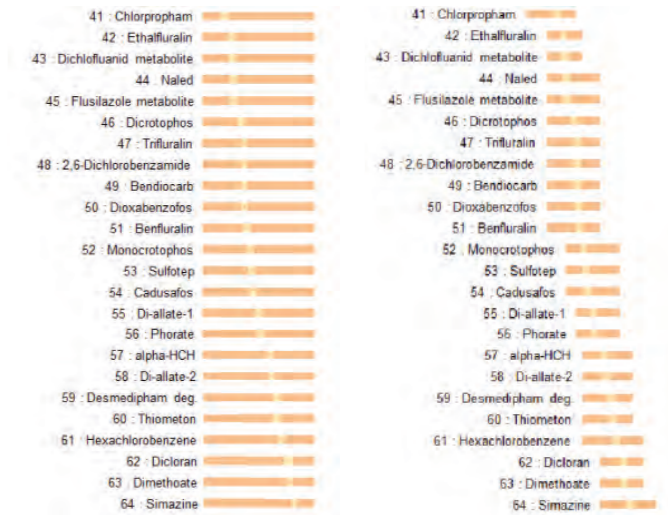 41 : Chlorpropham
42 : Ethalfluralin
43 : Dichlofluanid metabolite
44 : Naled
45 : Flusilazole metabolite
46 : Dicrotophos
47 : Trifluralin
48 : 2,6-Dichlorobenzamide
49 : Bendiocarb
50 : Dioxabenzofos
51 : Benfluralin
52 : Monocrotophos
53 : Sulfotep
54 : Cadusafos
55 : Di-allate-1
56 : Phorate
57 : alpha-HCH
58 : Di-allate-2
59 : Desmedipham deg.
60 : Thiometon
61 : Hexachlorobenzene
62 : Dicloran
63 : Dimethoate
64 : Simazine
41 : Chlorpropham
42 : Ethalfluralin
43 : Dichlofluanid metabolite
44 : Naled
45 : Flusilazole metabolite
46 : Dicrotophos
47 : Trifluralin
48 : 2,6-Dichlorobenzamide
49 : Bendiocarb
50 : Dioxabenzofos
51 : Benfluralin
52 : Monocrotophos
53 : Sulfotep
54 : Cadusafos
55 : Di-allate-1
56 : Phorate
57 : alpha-HCH
58 : Di-allate-2
59 : Desmedipham deg.
60 : Thiometon
61 : Hexachlorobenzene
62 : Dicloran
63 : Dimethoate
64 : Simazine